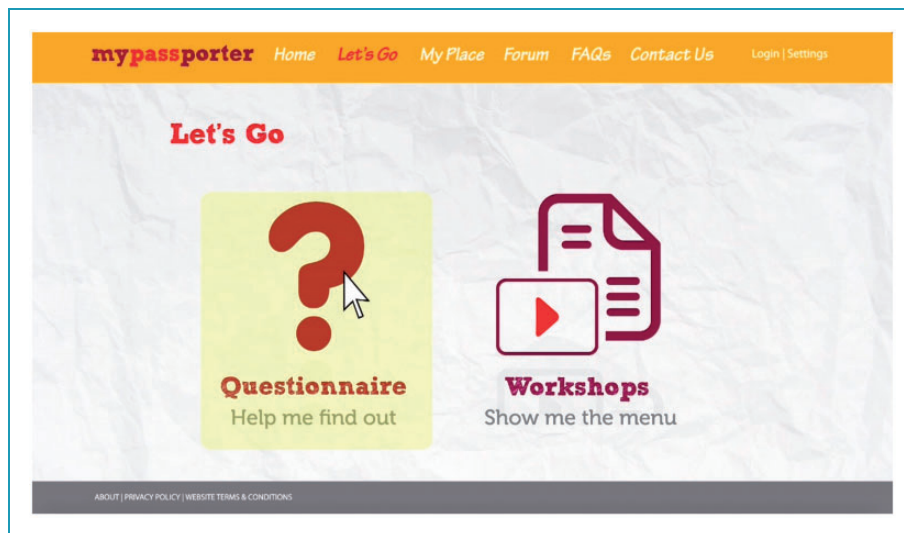 mypassporter Home Let's Go My Place Forum FAQs Contact Us Login | Settings
Let's Go
?
Questionnaire
Help me find out
Workshops
Show me the menu
ABOUT | PRIVACY POLICY | WEBSITE TERMS & CONDITIONS